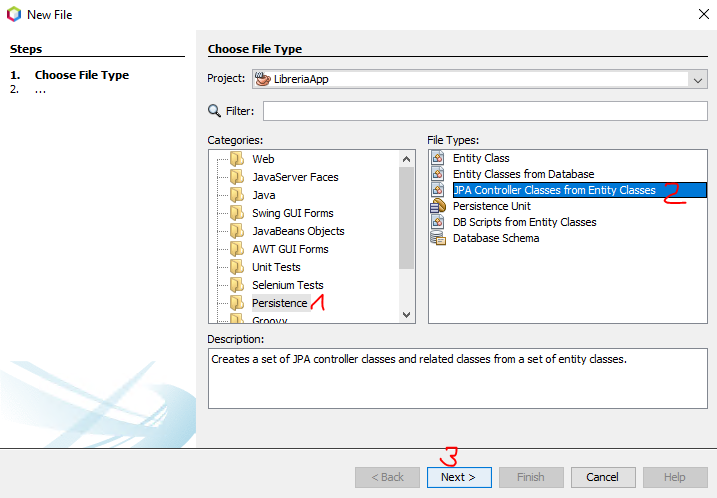 New File
Steps
1. Choose File Type
2. ...
Choose File Type
Project: LibreriaApp
Filter:
Categories:
Web
JavaServer Faces
Java
Swing GUI Forms
JavaBeans Objects
AWT GUI Forms
Unit Tests
Selenium Tests
Persistence 1
Groovy
File Types:
Entity Class
Entity Classes from Database
JPA Controller Classes from Entity Classes 2
Persistence Unit
DB Scripts from Entity Classes
Database Schema
Description:
Creates a set of JPA controller classes and related classes from a set of entity classes.
3
< Back
Next >
Finish
Cancel
Help